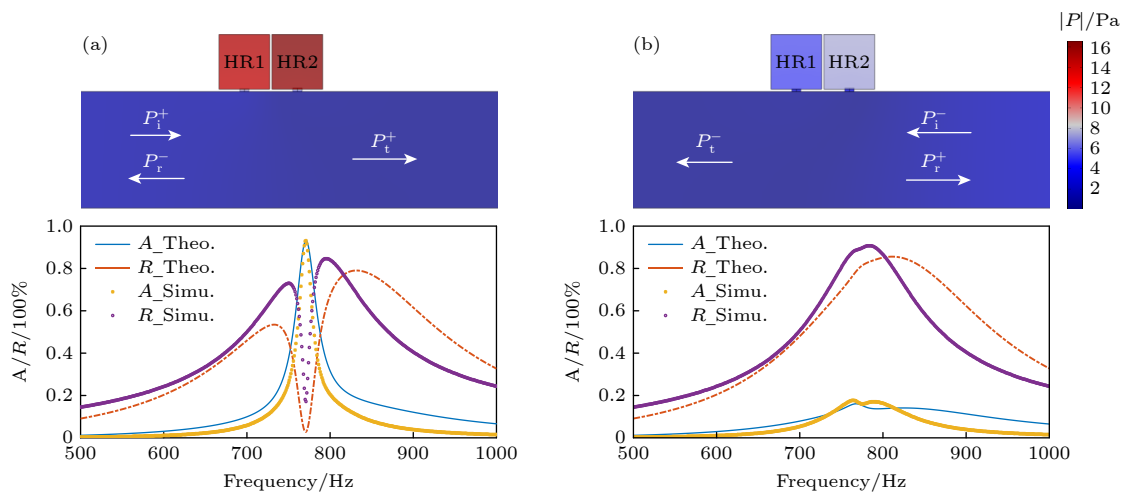 (a)
HR1 HR2
P_i^+
P_r^-
P_t^+
(b)
HR1 HR2
P_t^-
P_i^-
P_r^+
|P|/Pa
16
14
12
10
8
6
4
2
A_Theo.
R_Theo.
A_Simu.
R_Simu.
A/R/100%
1.0
0.8
0.6
0.4
0.2
0
500 600 700 800 900 1000
Frequency/Hz
A_Theo.
R_Theo.
A_Simu.
R_Simu.
A/R/100%
1.0
0.8
0.6
0.4
0.2
0
500 600 700 800 900 1000
Frequency/Hz